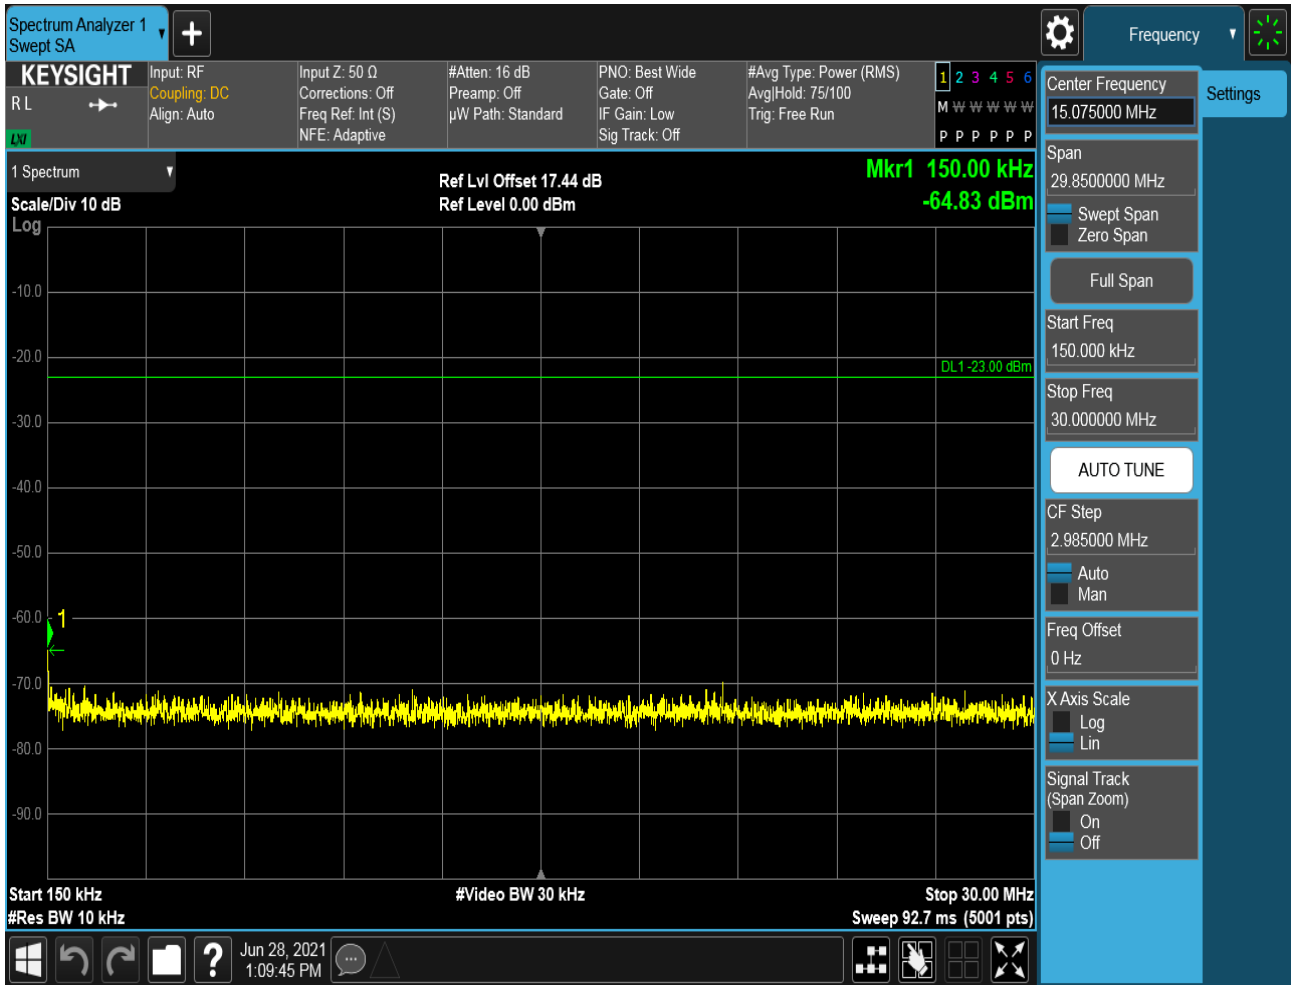 Spectrum Analyzer 1
Swept SA
Frequency
KEYSIGHT
R L
LXI
Input: RF
Coupling: DC
Align: Auto
Input Z: 50 Ω
Corrections: Off
Freq Ref: Int (S)
NFE: Adaptive
#Atten: 16 dB
Preamp: Off
µW Path: Standard
PNO: Best Wide
Gate: Off
IF Gain: Low
Sig Track: Off
#Avg Type: Power (RMS)
Avg|Hold: 75/100
Trig: Free Run
1 2 3 4 5 6
M W W W W W
P P P P P P
1 Spectrum
Scale/Div 10 dB
Log
Ref Lvl Offset 17.44 dB
Ref Level 0.00 dBm
Mkr1 150.00 kHz
-64.83 dBm
-10.0
-20.0
DL1 -23.00 dBm
-30.0
-40.0
-50.0
-60.0
1
-70.0
-80.0
-90.0
Start 150 kHz
#Video BW 30 kHz
Stop 30.00 MHz
#Res BW 10 kHz
Sweep 92.7 ms (5001 pts)
?
Jun 28, 2021
1:09:45 PM
Center Frequency
15.075000 MHz
Settings
Span
29.8500000 MHz
Swept Span
Zero Span
Full Span
Start Freq
150.000 kHz
Stop Freq
30.000000 MHz
AUTO TUNE
CF Step
2.985000 MHz
Auto
Man
Freq Offset
0 Hz
X Axis Scale
Log
Lin
Signal Track
(Span Zoom)
On
Off